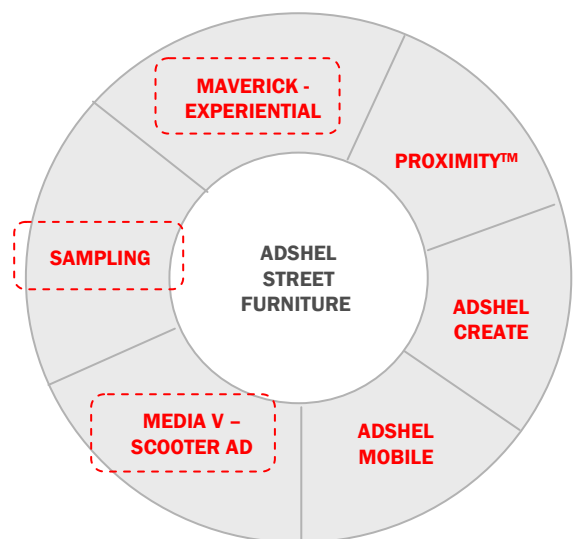 MAVERICK -
EXPERIENTIAL
PROXIMITY™
SAMPLING
ADSHEL
STREET
FURNITURE
ADSHEL
CREATE
MEDIA V –
SCOOTER AD
ADSHEL
MOBILE